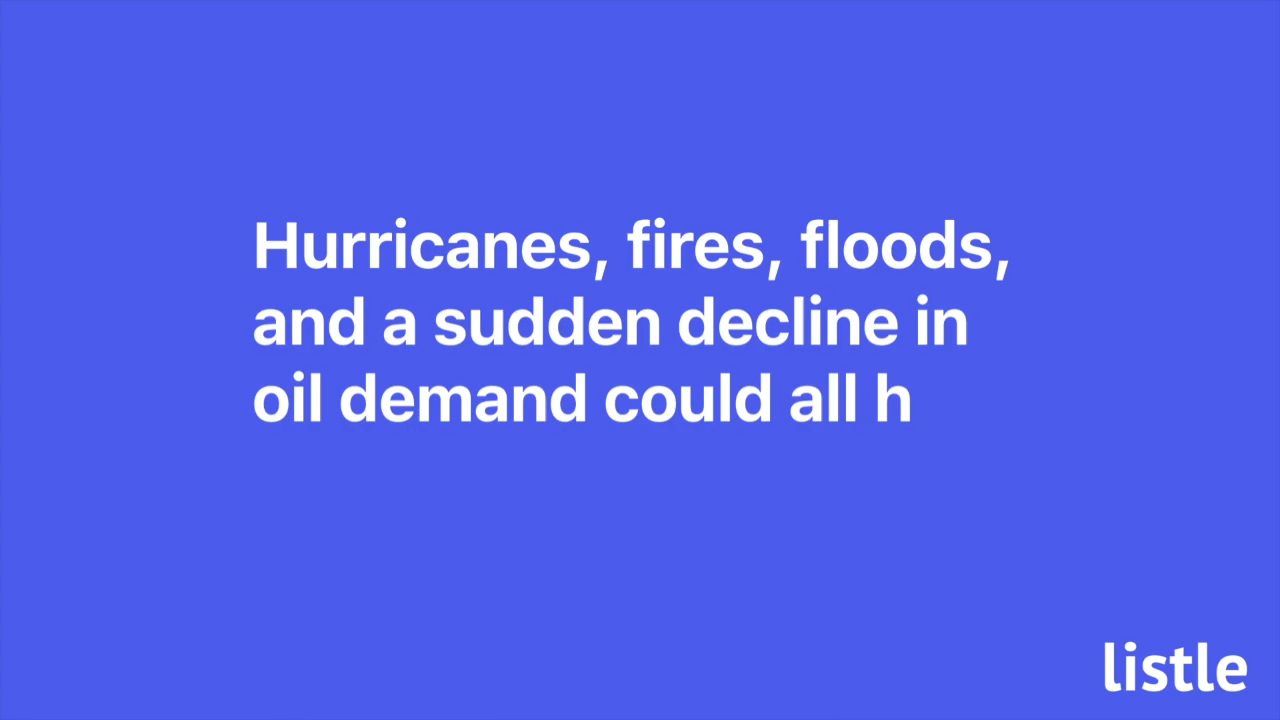 Hurricanes, fires, floods,
and a sudden decline in
oil demand could all h
listle